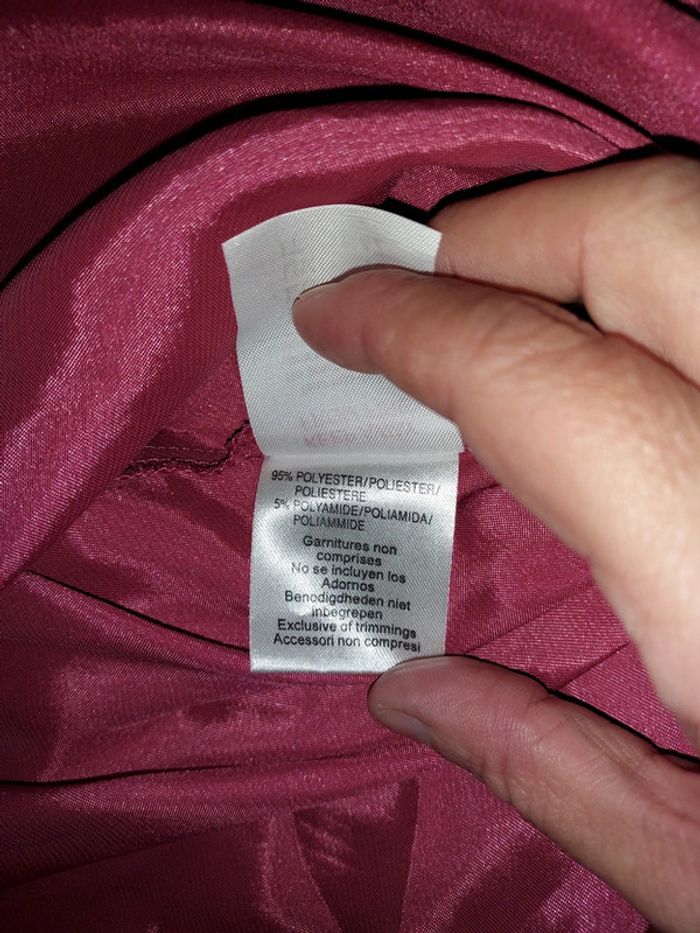 95% POLYESTER/POLIESTER/
POLIESTERE
5% POLYAMIDE/POLIAMIDA/
POLIAMMIDE
Garnitures non
comprises
No se incluyen los
Adornos
Benodigdheden niet
inbegrepen
Exclusive of trimmings
Accessori non compresi